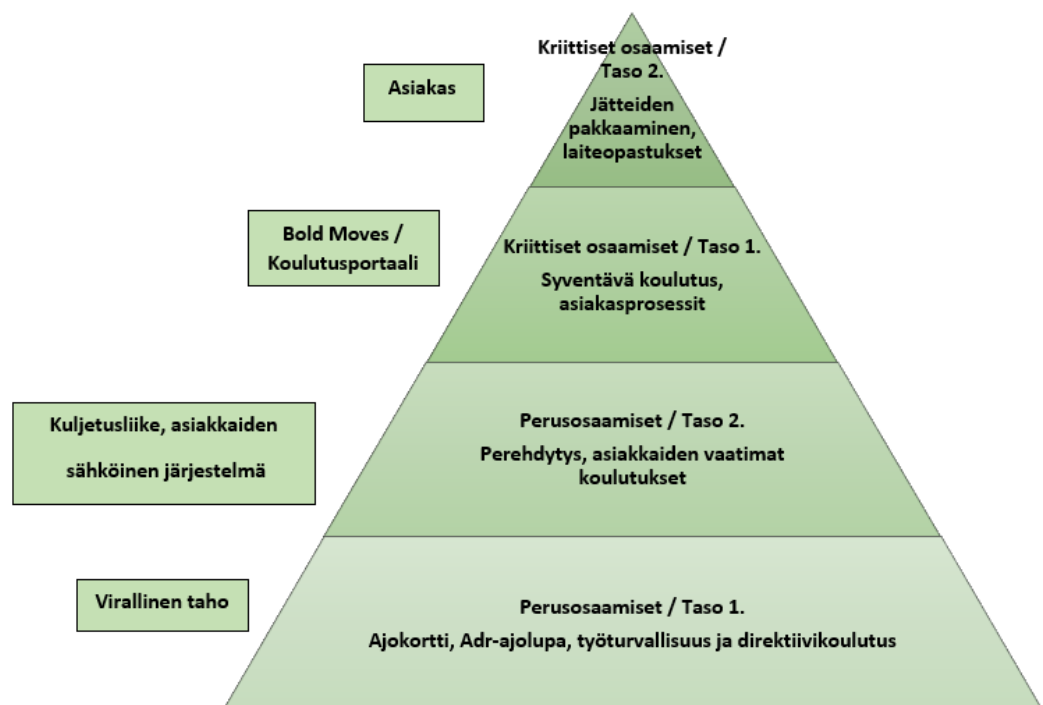 Kriittiset osaamiset /
Taso 2.
Jätteiden
pakkaaminen,
laiteopastukset
Asiakas
Bold Moves /
Koulutusportaali
Kriittiset osaamiset / Taso 1.
Syventävä koulutus,
asiakasprosessit
Kuljetusliike, asiakkaiden
sähköinen järjestelmä
Perusosaamiset / Taso 2.
Perehdytys, asiakkaiden vaatimat
koulutukset
Virallinen taho
Perusosaamiset / Taso 1.
Ajokortti, Adr-ajolupa, työturvallisuus ja direktiivikoulutus